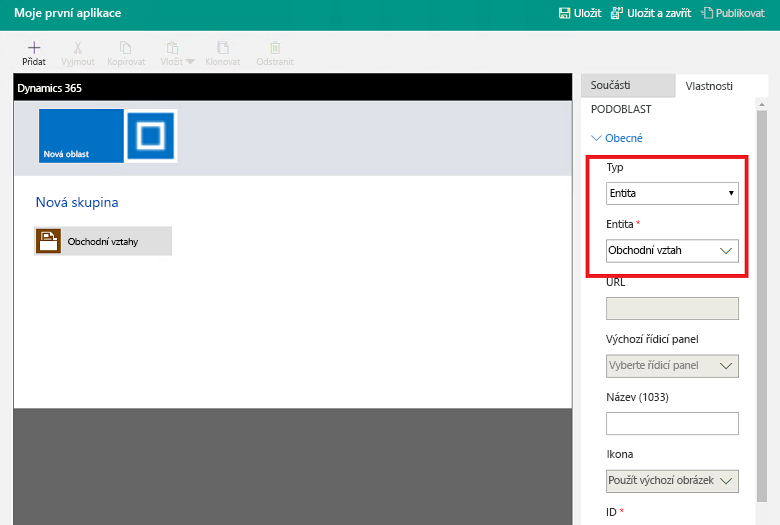 Moje první aplikace
Uložit
Uložit a zavřít
Publikovat
Přidat
Vyjmout
Kopírovat
Vložit
Klonovat
Odstranit
Dynamics 365
Součásti
Vlastnosti
PODOBLAST
Obecné
Nová oblast
Typ
Entita
Nová skupina
Entita *
Obchodní vztahy
Obchodní vztah
URL
Výchozí řídicí panel
Vyberte řídicí panel
Název (1033)
Ikona
Použít výchozí obrázek
ID *